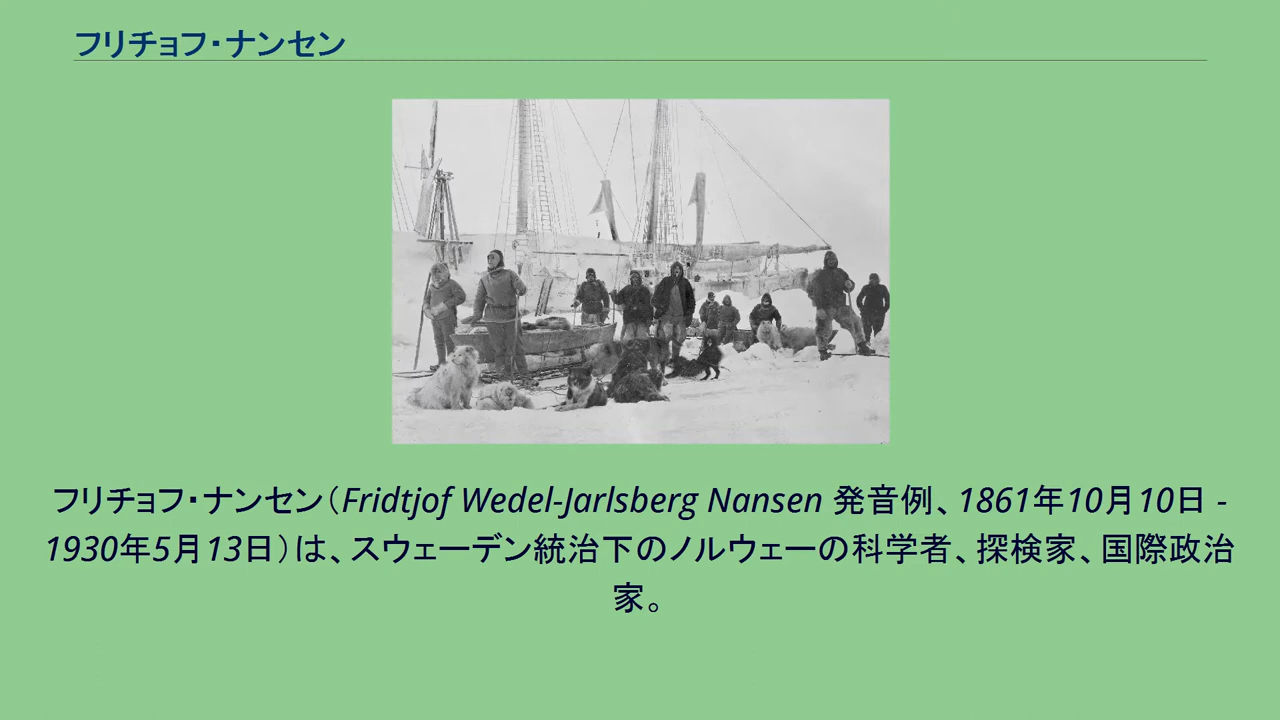 フリチョフ・ナンセン
フリチョフ・ナンセン（Fridtjof Wedel-Jarlsberg Nansen 発音例、1861年10月10日 -
1930年5月13日）は、スウェーデン統治下のノルウェーの科学者、探検家、国際政治
家。